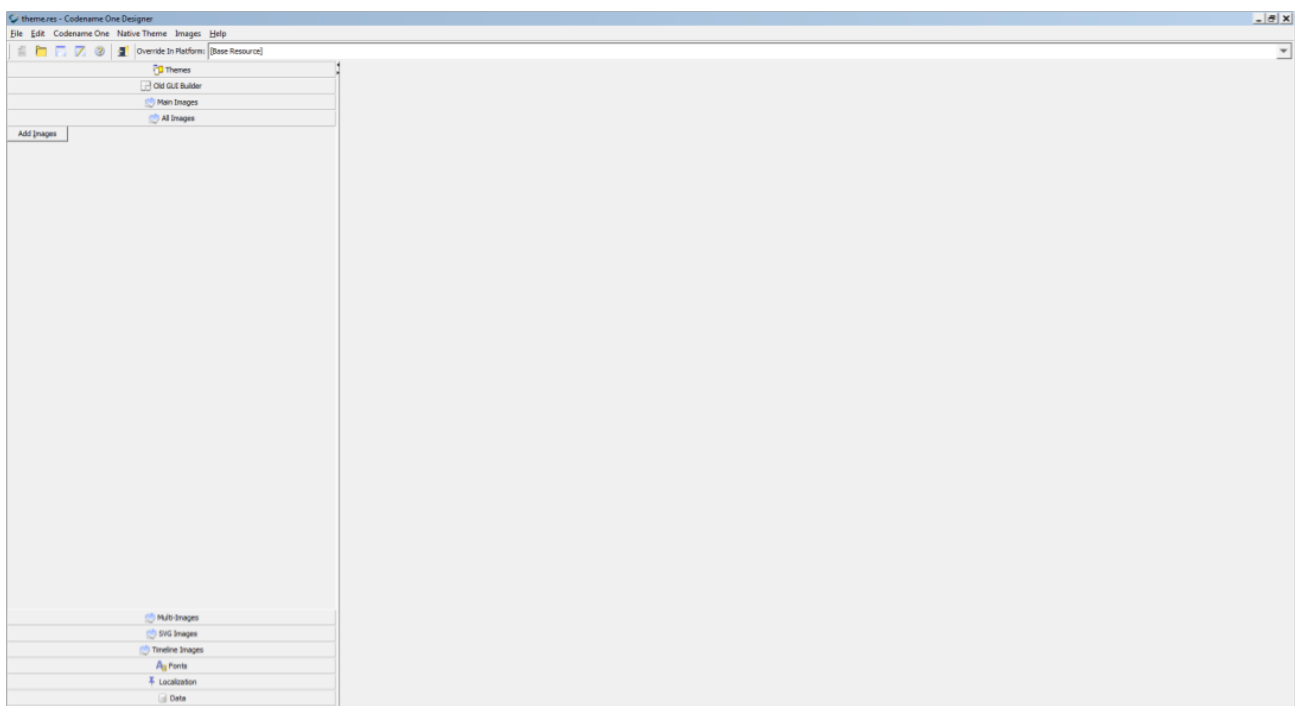 theme.res - Codename One Designer
File Edit Codename One Native Theme Images Help
Override In Platform: [Base Resource]
Themes
Old GUI Builder
Main Images
All Images
Add Images
Multi-Images
SVG Images
Timeline Images
Fonts
Localization
Data